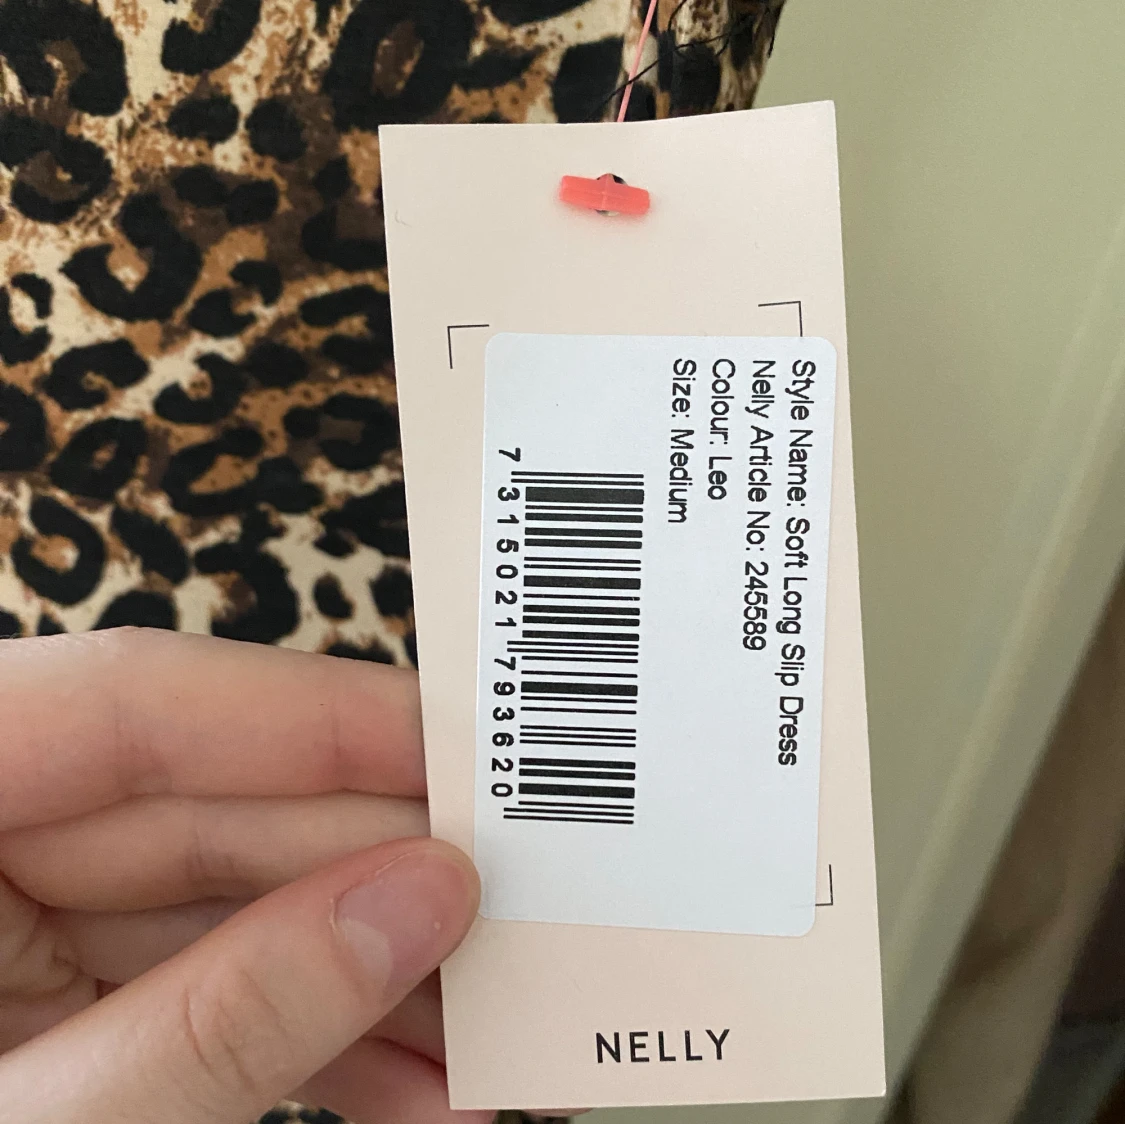 Style Name: Soft Long Slip Dress
Nelly Article No: 245589
Colour: Leo
Size: Medium
7 315021 793620
NELLY